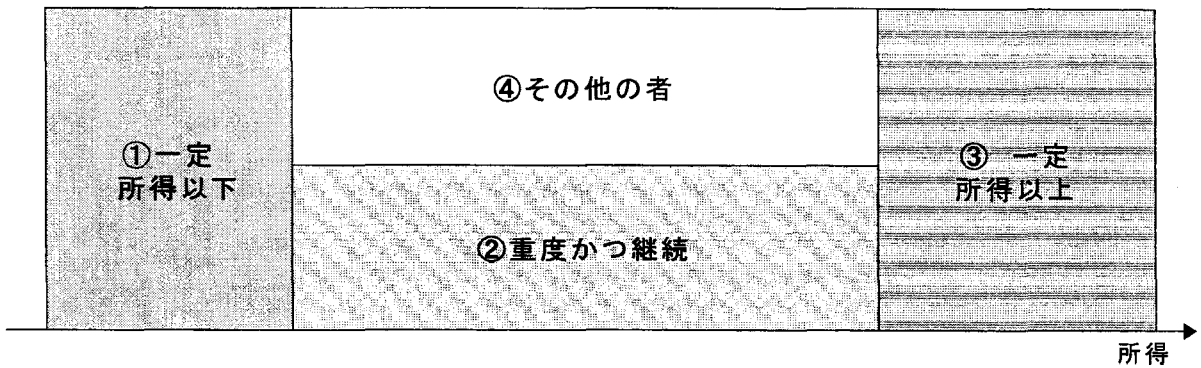 ④その他の者
①一定
所得以下
③ 一定
所得以上
②重度かつ継続
所得